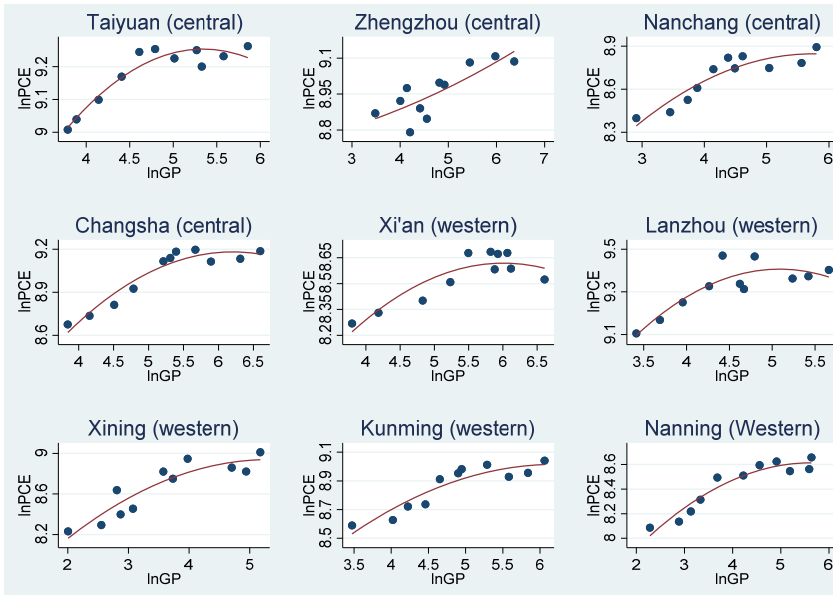 Taiyuan (central)
lnPCE
9 9.1 9.2
4 4.5 5 5.5 6
lnGP
Zhengzhou (central)
lnPCE
8.8 8.95 9.1
3 4 5 6 7
lnGP
Nanchang (central)
lnPCE
8.3 8.6 8.9
3 4 5 6
lnGP
Changsha (central)
lnPCE
8.6 8.9 9.2
4 4.5 5 5.5 6 6.5
lnGP
Xi'an (western)
lnPCE
8.2 8.35 8.5 8.65
4 4.5 5 5.5 6 6.5
lnGP
Lanzhou (western)
lnPCE
9.1 9.3 9.5
3.5 4 4.5 5 5.5
lnGP
Xining (western)
lnPCE
8.2 8.6 9
2 3 4 5
lnGP
Kunming (western)
lnPCE
8.5 8.7 8.9 9.1
3.5 4 4.5 5 5.5 6
lnGP
Nanning (Western)
lnPCE
8 8.2 8.4 8.6
2 3 4 5 6
lnGP